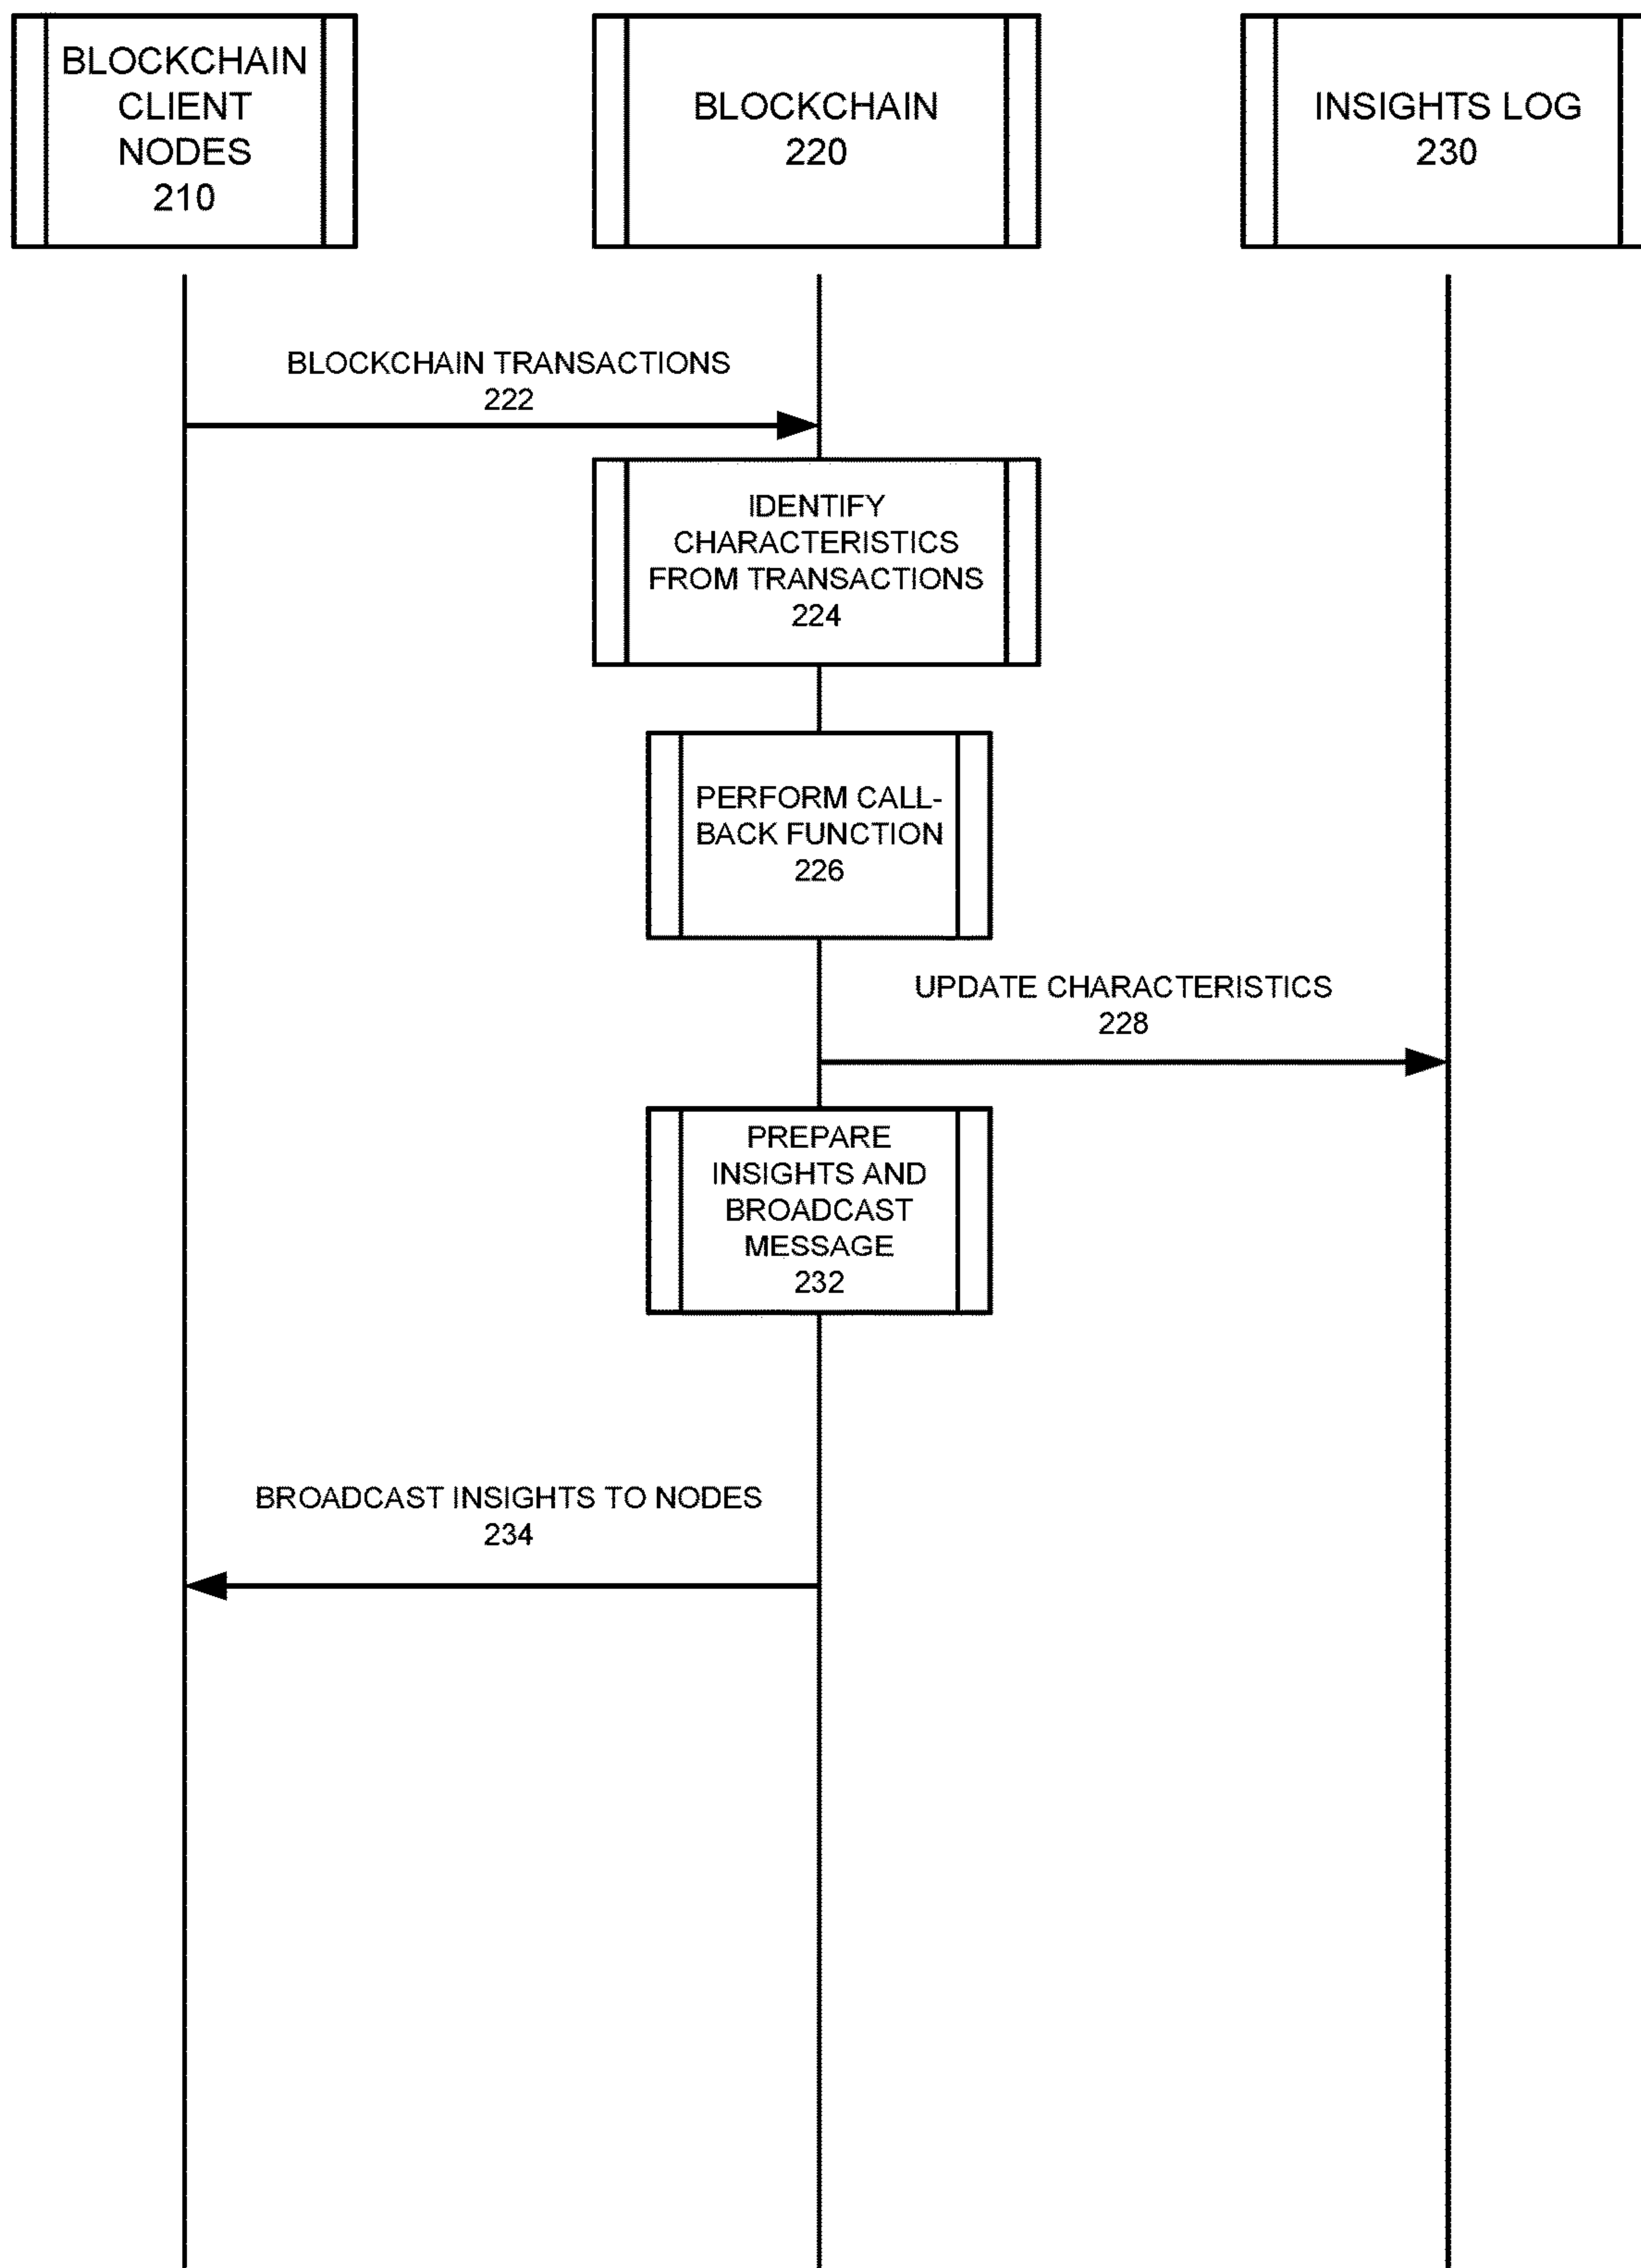 BLOCKCHAIN
CLIENT
NODES
210
BLOCKCHAIN
220
INSIGHTS LOG
230
BLOCKCHAIN TRANSACTIONS
222
IDENTIFY
CHARACTERISTICS
FROM TRANSACTIONS
224
PERFORM CALL-
BACK FUNCTION
226
UPDATE CHARACTERISTICS
228
PREPARE
INSIGHTS AND
BROADCAST
MESSAGE
232
BROADCAST INSIGHTS TO NODES
234